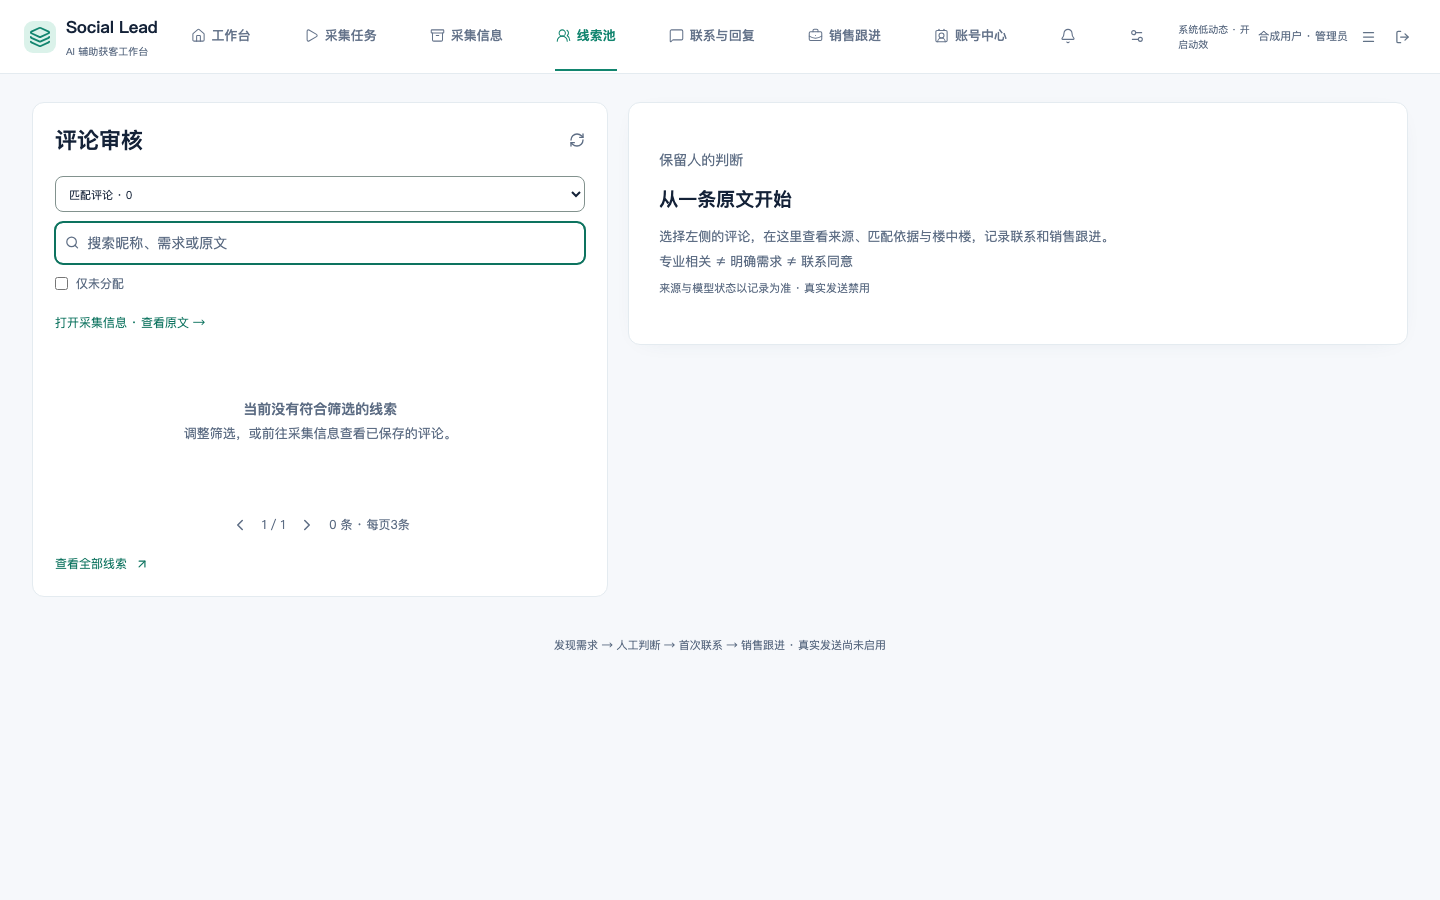 Social Lead
AI 辅助获客工作台
工作台
采集任务
采集信息
线索池
联系与回复
销售跟进
账号中心
系统低动态 · 开
启动效
合成用户 · 管理员
评论审核
匹配评论 · 0
搜索昵称、需求或原文
仅未分配
打开采集信息 · 查看原文 →
当前没有符合筛选的线索
调整筛选，或前往采集信息查看已保存的评论。
1 / 1
0 条 · 每页3条
查看全部线索
保留人的判断
从一条原文开始
选择左侧的评论，在这里查看来源、匹配依据与楼中楼，记录联系和销售跟进。
专业相关 ≠ 明确需求 ≠ 联系同意
来源与模型状态以记录为准 · 真实发送禁用
发现需求 → 人工判断 → 首次联系 → 销售跟进 · 真实发送尚未启用